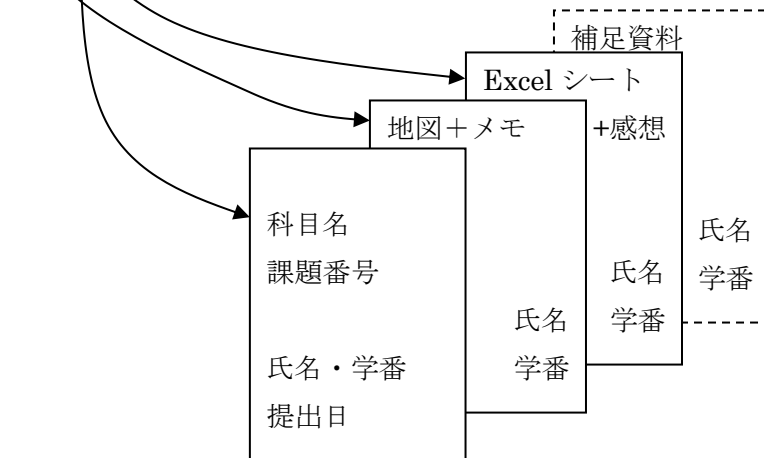 補足資料
Excel シート
+感想
地図＋メモ
科目名
課題番号
氏名・学番
提出日
氏名
学番
氏名
学番
氏名
学番